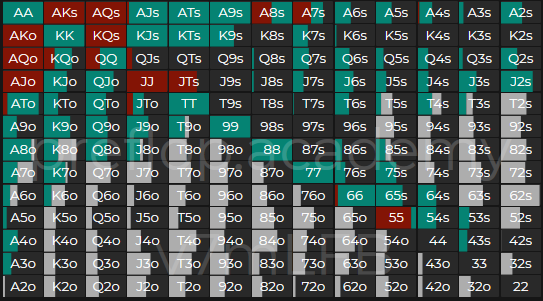 AA AKs AQs AJs ATs A9s A8s A7s A6s A5s A4s A3s A2s
AKo KK KQs KJs KTs K9s K8s K7s K6s K5s K4s K3s K2s
AQo KQo QQ QJs QTs Q9s Q8s Q7s Q6s Q5s Q4s Q3s Q2s
AJo KJo QJo JJ JTs J9s J8s J7s J6s J5s J4s J3s J2s
ATo KTo QTo JTo TT T9s T8s T7s T6s T5s T4s T3s T2s
A9o K9o Q9o J9o T9o 99 98s 97s 96s 95s 94s 93s 92s
A8o K8o Q8o J8o T8o 98o 88 87s 86s 85s 84s 83s 82s
preflop.academy
A7o K7o Q7o J7o T7o 97o 87o 77 76s 75s 74s 73s 72s
A6o K6o Q6o J6o T6o 96o 86o 76o 66 65s 64s 63s 62s
A5o K5o Q5o J5o T5o 95o 85o 75o 65o 55 54s 53s 52s
A4o K4o Q4o J4o T4o 94o 84o 74o 64o 54o 44 43s 42s
A3o K3o Q3o J3o T3o 93o 83o 73o 63o 53o 43o 33 32s
A2o K2o Q2o J2o T2o 92o 82o 72o 62o 52o 42o 32o 22